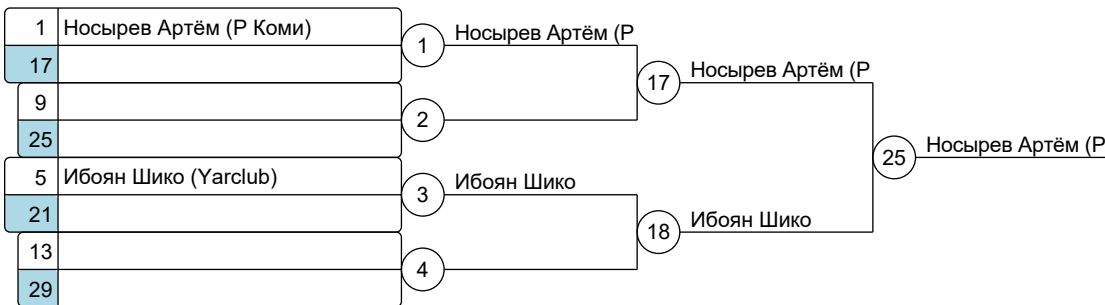 1 Носырев Артём (Р Коми)
17
9
25
5 Ибоян Шико (Yarclub)
21
13
29
1
2
3
4
Носырев Артём (Р
Ибоян Шико
17
18
Носырев Артём (Р
Ибоян Шико
25
Носырев Артём (Р